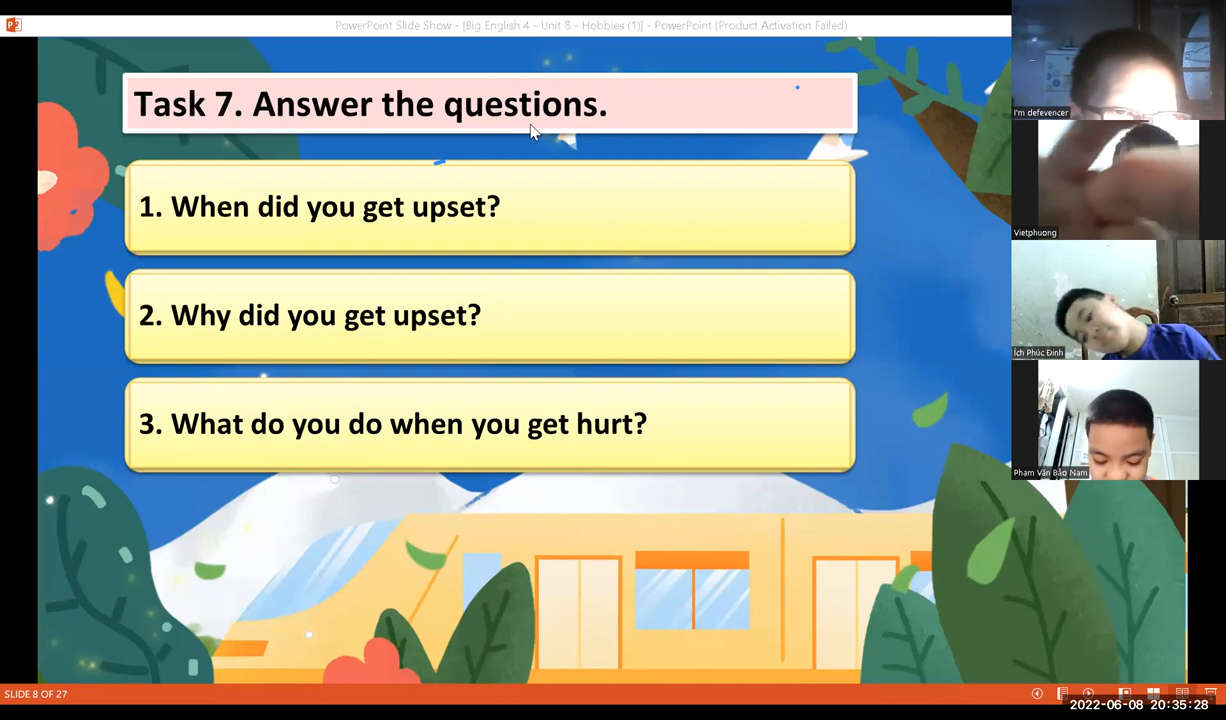 PowerPoint Slide Show - [Big English 4 - Unit 8 - Hobbies (1)] - PowerPoint (Product Activation Failed)
Task 7. Answer the questions.
1. When did you get upset?
2. Why did you get upset?
3. What do you do when you get hurt?
I'm defevencer
Vietphuong
Ích Phúc Đinh
Phạm Văn Bảo Nam
SLIDE 8 OF 27
2022-06-08 20:35:28